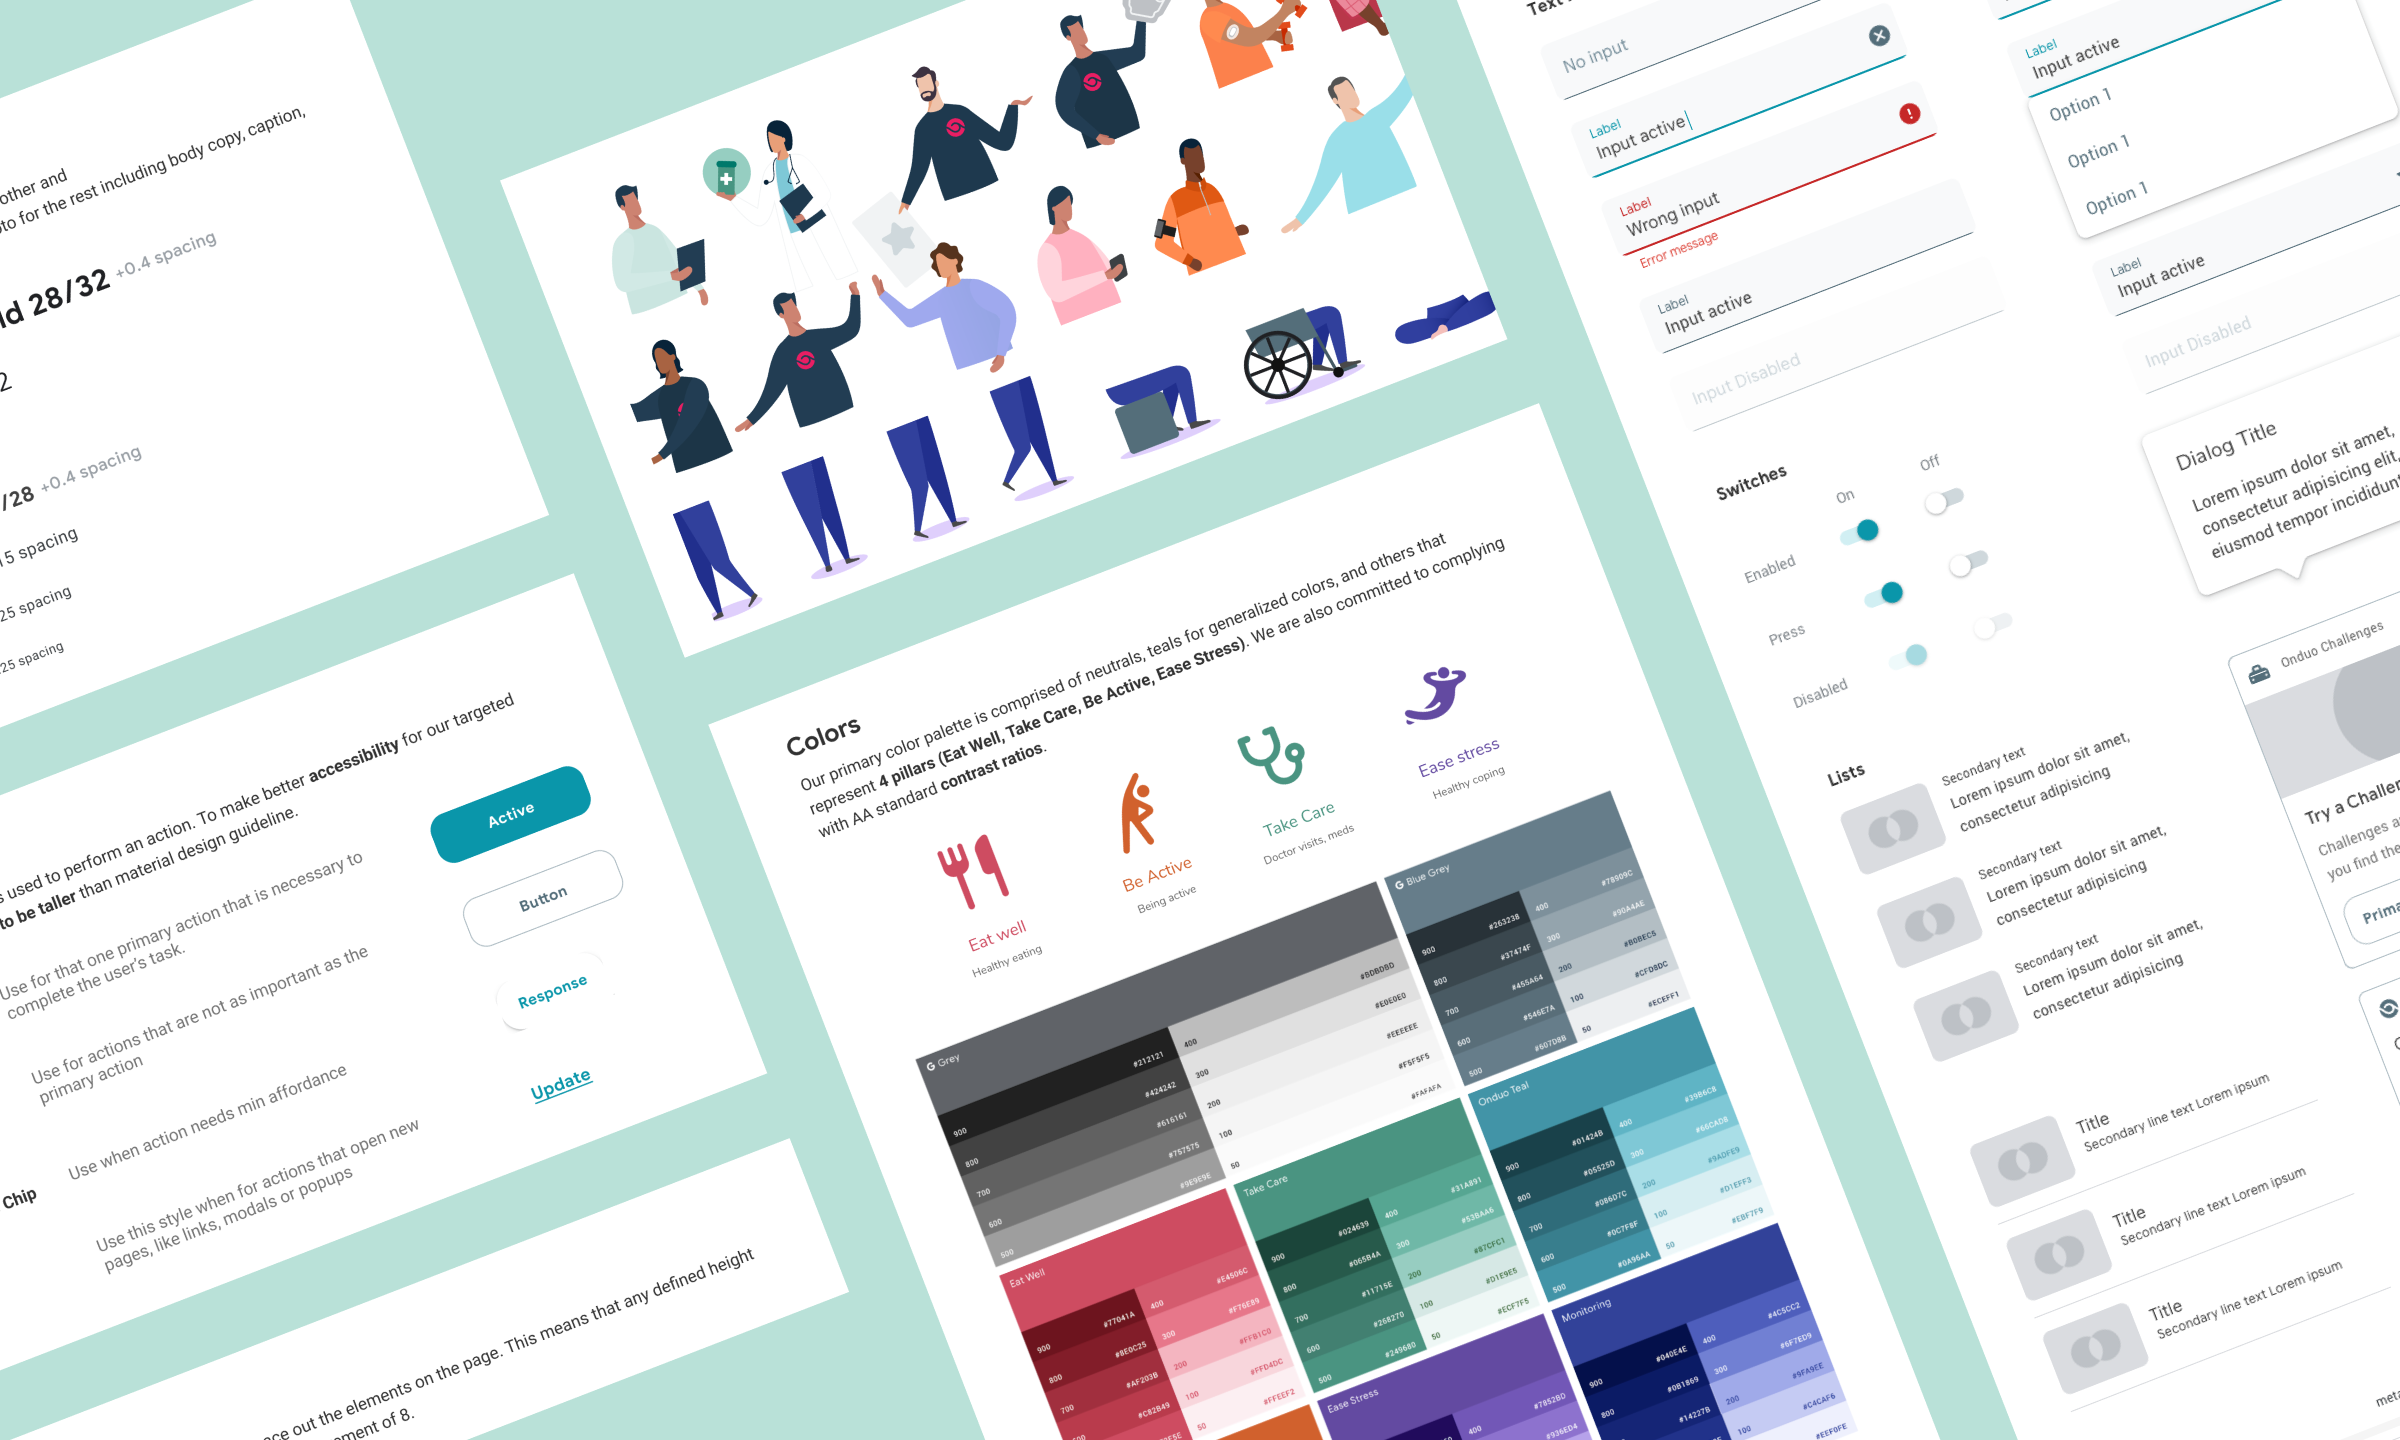 other and
to for the rest including body copy, caption,
ld 28/32 +0.4 spacing
2
/28 +0.4 spacing
15 spacing
25 spacing
25 spacing
s used to perform an action. To make better accessibility for our targeted
to be taller than material design guideline.
Use for that one primary action that is necessary to
complete the user's task.
Use for actions that are not as important as the
primary action
Chip
Use when action needs min affordance
Use this style when for actions that open new
pages, like links, modals or popups
Active
Button
Response
Update
ace out the elements on the page. This means that any defined height
ement of 8.
Colors
Our primary color palette is comprised of neutrals, teals for generalized colors, and others that
represent 4 pillars (Eat Well, Take Care, Be Active, Ease Stress). We are also committed to complying
with AA standard contrast ratios.
Eat well
Healthy eating
Be Active
Being active
Take Care
Doctor visits, meds
Ease stress
Healthy coping
G Grey
900 #212121
800 #424242
700 #616161
600 #757575
500 #9E9E9E
400 #BDBDBD
300 #E0E0E0
200 #EEEEEE
100 #F5F5F5
50 #FAFAFA
G Blue Grey
900 #263238
800 #37474F
700 #455A64
600 #546E7A
500 #607D8B
400 #78909C
300 #90A4AE
200 #B0BEC5
100 #CFD8DC
50 #ECEFF1
Eat Well
900 #77041A
800 #8E0C25
700 #AF203B
600 #C82B49
400 #E4506C
300 #F76E89
200 #FFB1C0
100 #FFD4DC
50 #FFEEF2
Take Care
900 #024639
800 #065B4A
700 #11715E
600 #268270
500 #249680
400 #31A891
300 #53BAA6
200 #87CFC1
100 #D1E9E5
50 #ECF7F5
Onduo Teal
900 #01424B
800 #05525D
700 #086D7C
600 #0C7F8F
500 #0A96AA
400 #39B6C8
300 #66CAD8
200 #9ADFE9
100 #D1EFF3
50 #EBF7F9
Ease Stress
400 #7852BD
#936ED4
Monitoring
900 #040E4E
800 #0B1869
700 #14227B
400 #4C5CC2
300 #6F7ED9
200 #9FA9EE
100 #C4CAF6
#EEF0FE
Text
No input
Label
Input active
Label
Wrong input
Error message
Label
Input active
Input Disabled
Label
Input active
Option 1
Option 1
Option 1
Label
Input active
Input Disabled
Switches
On
Off
Enabled
Press
Disabled
Dialog Title
Lorem ipsum dolor sit amet,
consectetur adipisicing elit,
eiusmod tempor incididunt
Onduo Challenges
Try a Challen
Challenges a
you find the
Prima
Lists
Secondary text
Lorem ipsum dolor sit amet,
consectetur adipisicing
Secondary text
Lorem ipsum dolor sit amet,
consectetur adipisicing
Secondary text
Lorem ipsum dolor sit amet,
consectetur adipisicing
Title
Secondary line text Lorem ipsum
Title
Secondary line text Lorem ipsum
Title
Secondary line text Lorem ipsum
meta